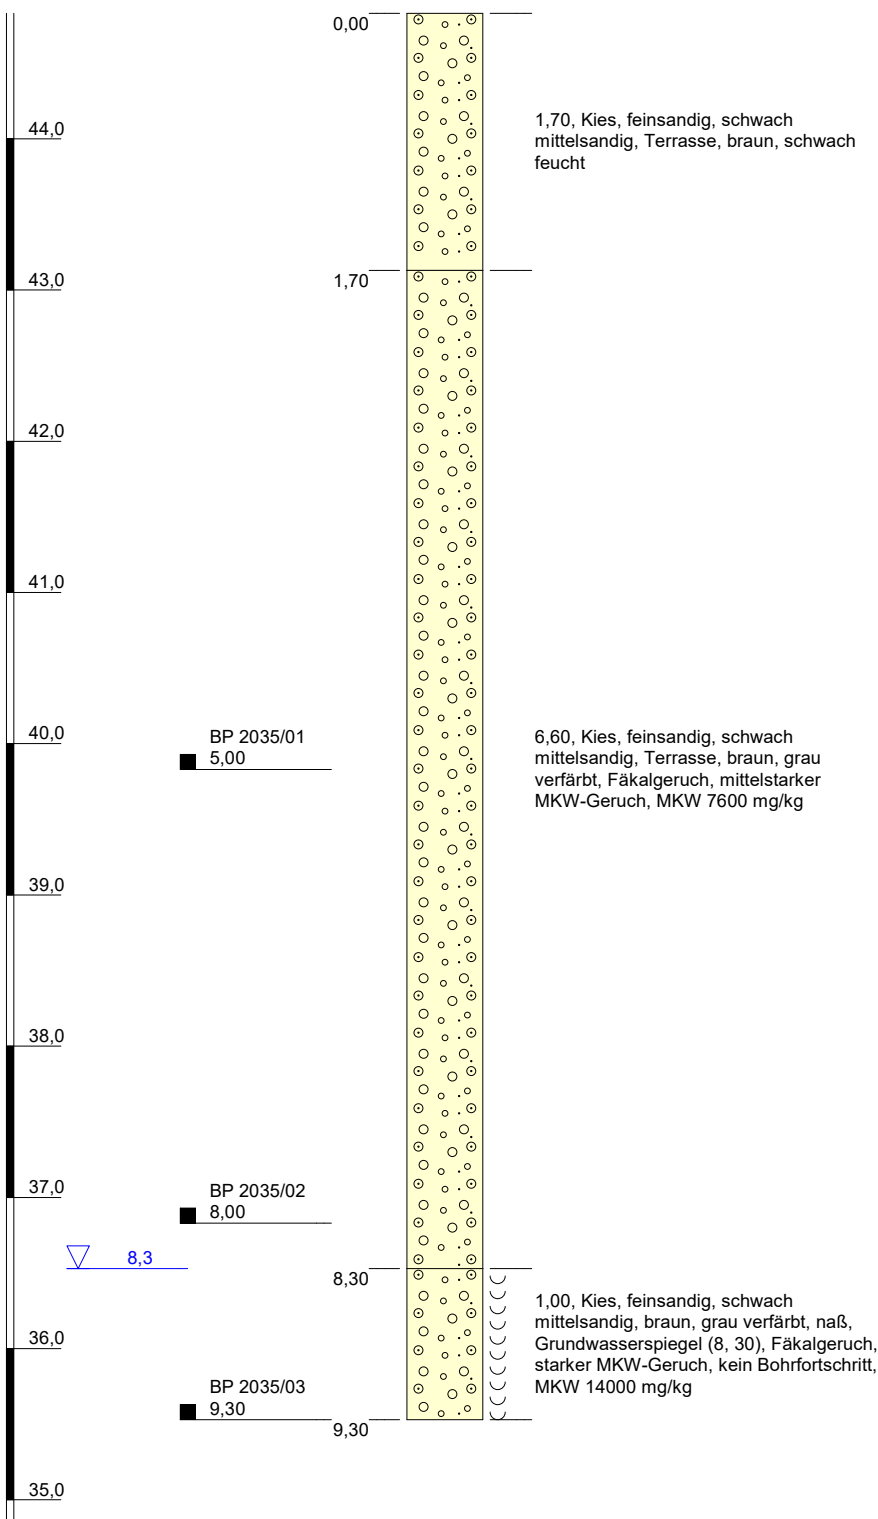 0,00
1,70, Kies, feinsandig, schwach
mittelsandig, Terrasse, braun, schwach
feucht
44,0
43,0
1,70
42,0
41,0
40,0
BP 2035/01
5,00
6,60, Kies, feinsandig, schwach
mittelsandig, Terrasse, braun, grau
verfärbt, Fäkalgeruch, mittelstarker
MKW-Geruch, MKW 7600 mg/kg
39,0
38,0
37,0
BP 2035/02
8,00
8,3
8,30
1,00, Kies, feinsandig, schwach
mittelsandig, braun, grau verfärbt, naß,
Grundwasserspiegel (8, 30), Fäkalgeruch,
starker MKW-Geruch, kein Bohrfortschritt,
MKW 14000 mg/kg
36,0
BP 2035/03
9,30
9,30
35,0